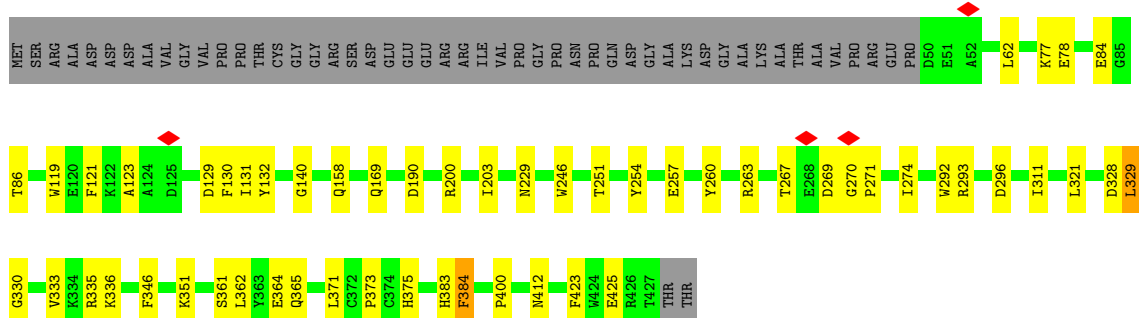 MET SER ARG ALA ASP ASP ASP ALA VAL GLY VAL PRO PRO THR CYS GLY GLY ARG SER ASP GLU GLU GLU ARG ARG ILE VAL PRO GLY PRO ASN PRO GLN ASP GLY ALA LYS ASP GLY ALA LYS ALA THR ALA VAL PRO ARG GLU PRO D50 E51 A52 L62 K77 E78 E84 G85
T86 W119 E120 F121 K122 A123 A124 D125 D129 F130 I131 Y132 G140 Q158 Q169 D190 R200 I203 N229 W246 T251 Y254 E257 Y260 R263 T267 E268 D269 G270 P271 I274 W292 R293 D296 I311 L321 D328 L329
G330 V333 K334 R335 K336 F346 K351 S361 L362 Y363 E364 Q365 L371 C372 P373 C374 H375 H383 F384 P400 N412 F423 W424 E425 R426 T427 THR THR